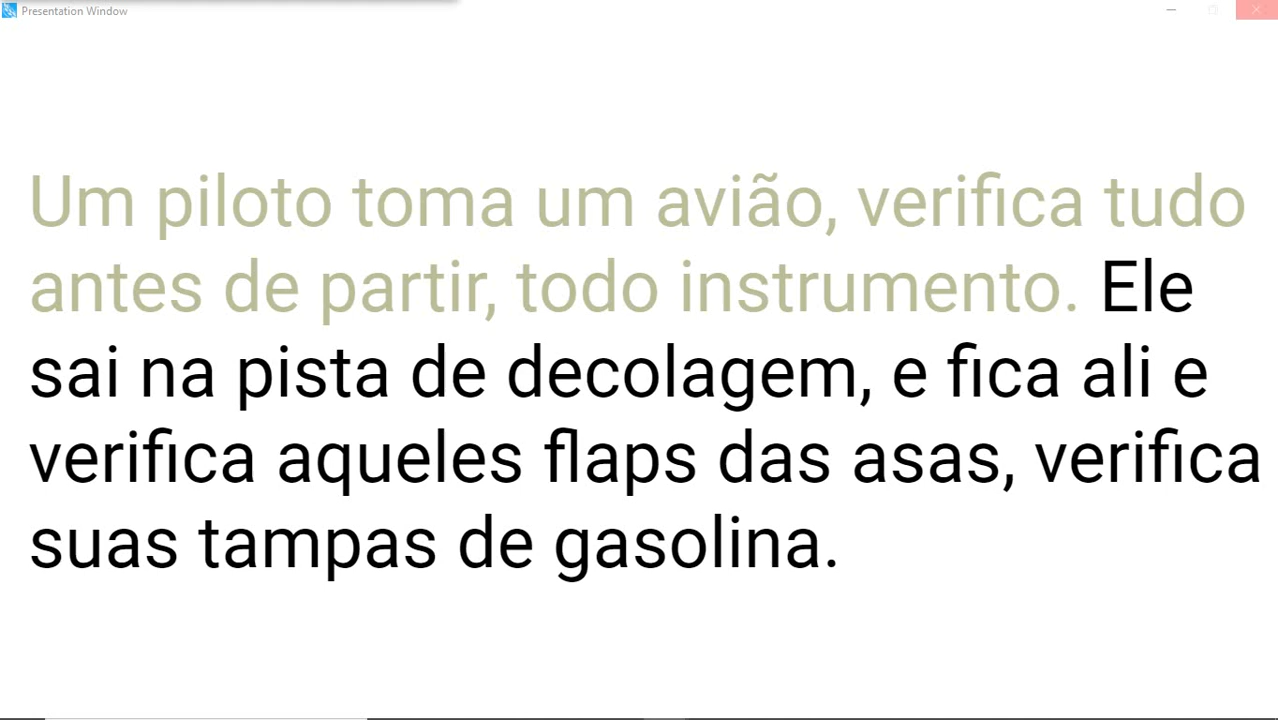 Presentation Window
Um piloto toma um avião, verifica tudo
antes de partir, todo instrumento. Ele
sai na pista de decolagem, e fica ali e
verifica aqueles flaps das asas, verifica
suas tampas de gasolina.